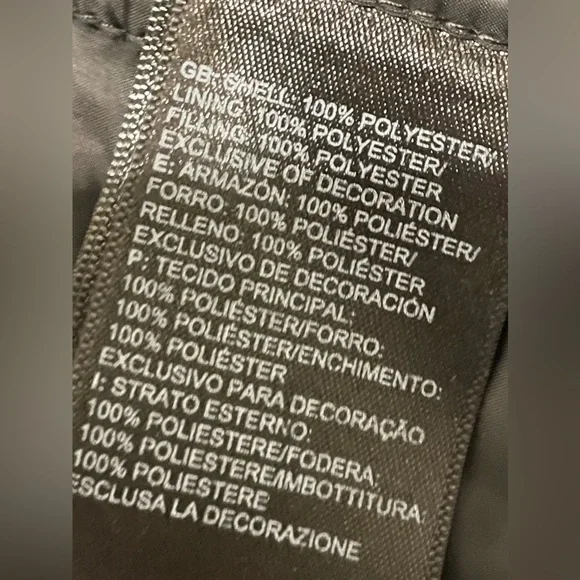 GB: SHELL: 100% POLYESTER/
LINING: 100% POLYESTER/
FILLING: 100% POLYESTER
EXCLUSIVE OF DECORATION
E: ARMAZÓN: 100% POLIÉSTER/
FORRO: 100% POLIÉSTER/
RELLENO: 100% POLIÉSTER
EXCLUSIVO DE DECORACIÓN
P: TECIDO PRINCIPAL:
100% POLIÉSTER/FORRO:
100% POLIÉSTER/ENCHIMENTO:
100% POLIÉSTER
EXCLUSIVO PARA DECORAÇÃO
I: STRATO ESTERNO:
100% POLIESTERE/FODERA:
100% POLIESTERE/IMBOTTITURA:
100% POLIESTERE
ESCLUSA LA DECORAZIONE